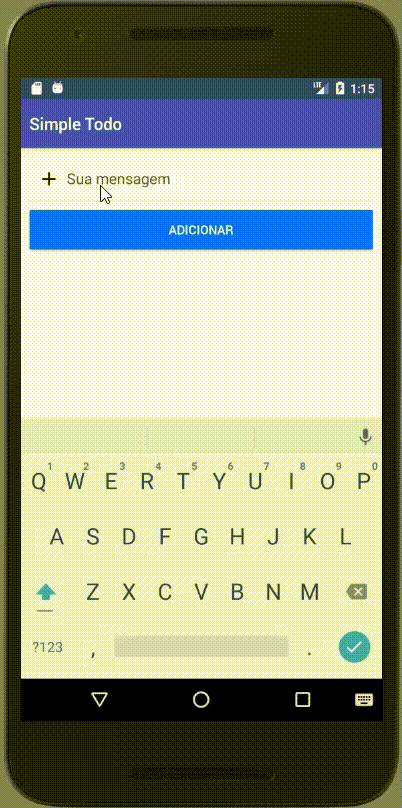 LTE 1:15
Simple Todo
Sua mensagem
ADICIONAR
1 2 3 4 5 6 7 8 9 0
Q W E R T Y U I O P
A S D F G H J K L
Z X C V B N M
?123 , .